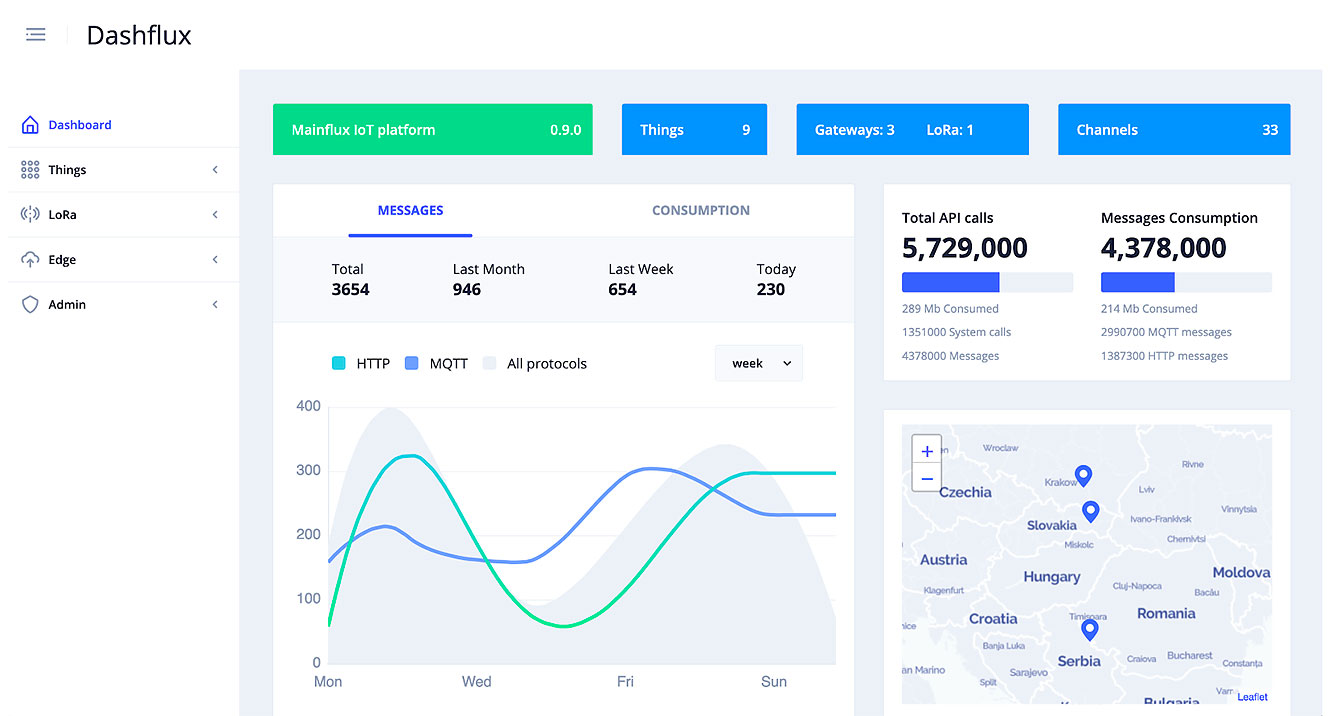 Dashflux
Dashboard
Things
LoRa
Edge
Admin
Mainflux IoT platform 0.9.0
Things 9
Gateways: 3 LoRa: 1
Channels 33
MESSAGES CONSUMPTION
Total Last Month Last Week Today
3654 946 654 230
HTTP MQTT All protocols
week
400
300
200
100
0
Mon Wed Fri Sun
Total API calls
5,729,000
289 Mb Consumed
1351000 System calls
4378000 Messages
Messages Consumption
4,378,000
214 Mb Consumed
2990700 MQTT messages
1387300 HTTP messages
+
−
Wroclaw
Rivne
Krakow
Lviv
Czechia
Vinnytsia
Ivano-Frankivsk
Slovakia
Chernivtsi
Miskolc
Austria
Moldova
Hungary
Cluj-Napoca
Klagenfurt
Bacău
Croatia
Timișoara
Romania
Banja Luka
Serbia
Craiova
Bucharest
Constanța
Sarajevo
Split
an Marino
Leaflet